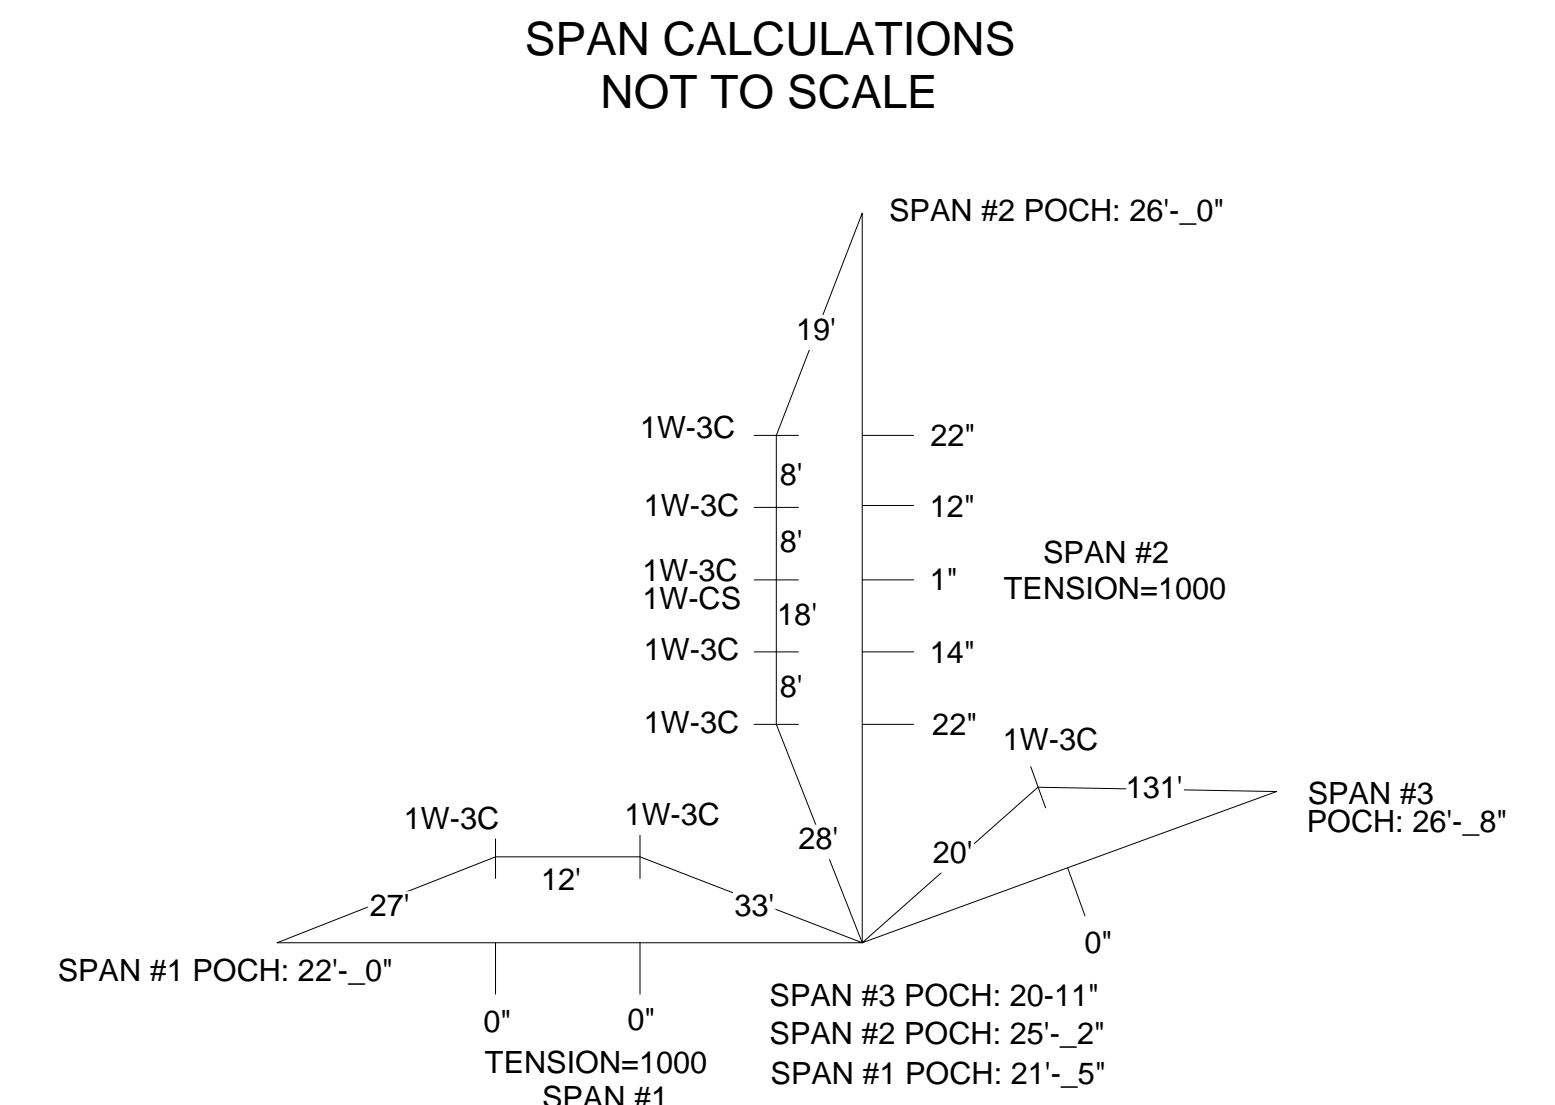 SPAN CALCULATIONS
NOT TO SCALE
SPAN #2 POCH: 26'-_0"
19'
1W-3C
22"
8'
1W-3C
12"
8'
SPAN #2
TENSION=1000
1W-3C
1W-CS
1"
18'
1W-3C
14"
8'
1W-3C
22"
1W-3C
131'
SPAN #3
POCH: 26'-_8"
1W-3C
1W-3C
28'
20'
12'
27'
33'
0"
SPAN #1 POCH: 22'-_0"
0"
0"
SPAN #3 POCH: 20-11"
SPAN #2 POCH: 25'-_2"
SPAN #1 POCH: 21'-_5"
TENSION=1000
SPAN #1